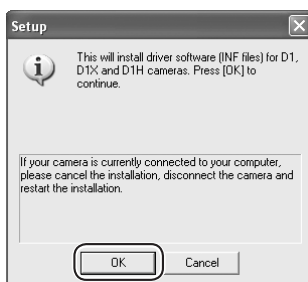 Setup
This will install driver software (INF files) for D1,
D1X and D1H cameras. Press [OK] to
continue.
If your camera is currently connected to your computer,
please cancel the installation, disconnect the camera and
restart the installation.
OK
Cancel